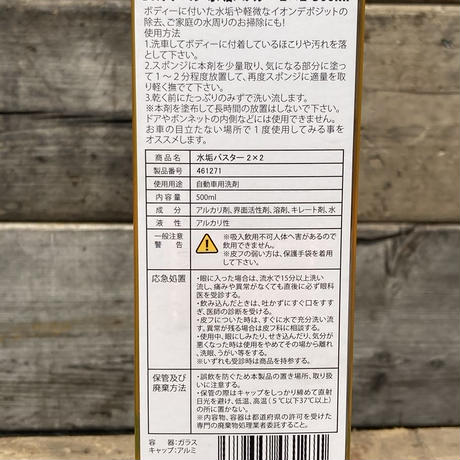 ボディーに付いた水垢や軽微なイオンデポジットの
除去、ご家庭の水周りのお掃除にも!
使用方法
1.洗車してボディーに付着しているほこりや汚れを落
として下さい。
2.スポンジに本剤を少量取り、気になる部分に塗っ
て1〜2分程度放置して、再度スポンジに適量を取
り軽く撫でて下さい。
3.乾く前にたっぷりのみずで洗い流します。
※本剤を塗布して長時間の放置はしないで下さい。
ドアやボンネットの内側などには使用できません。
お車の目立たない場所で1度使用してみる事を
オススメします。
商品名 水垢バスター2×2
製品番号 461271
使用用途 自動車用洗剤
内容量 500ml
成分 アルカリ剤、界面活性剤、溶剤、キレート剤、水
液性 アルカリ性
一般注意
警告
※吸入飲用不可人体へ害があるので
飲用できません。
※皮フの弱い方は、保護手袋を着用
して下さい。
応急処置
・眼に入った場合は、流水で15分以上洗い
流し、痛みや異常がなくても直後に必ず眼科
医を受診する。
・飲み込んだときは、吐かずにすぐ口をすす
ぎ、医師の診断を受ける。
・皮フについた時は、すぐに水で充分洗い流
す。異常が残る場合は皮フ科に相談する。
・使用中、眼にしみたり、せき込んだり、気分が
悪くなった時は使用をやめてその場から離れ
、洗眼、うがい等をする。
※いずれも受診時は商品を持参する。
保管及び
廃棄方法
・誤飲を防ぐため本製品の置き場所、取り扱
いに注意する。
・保管の際はキャップをしっかり締めて直射
日光を避け、低温、高温(5℃以下37℃以上)
の所に置かない。
※内容物、容器は都道府県の許可を受けた
専門の廃棄物処理業者委託すること。
容器:ガラス
キャップ:アルミ